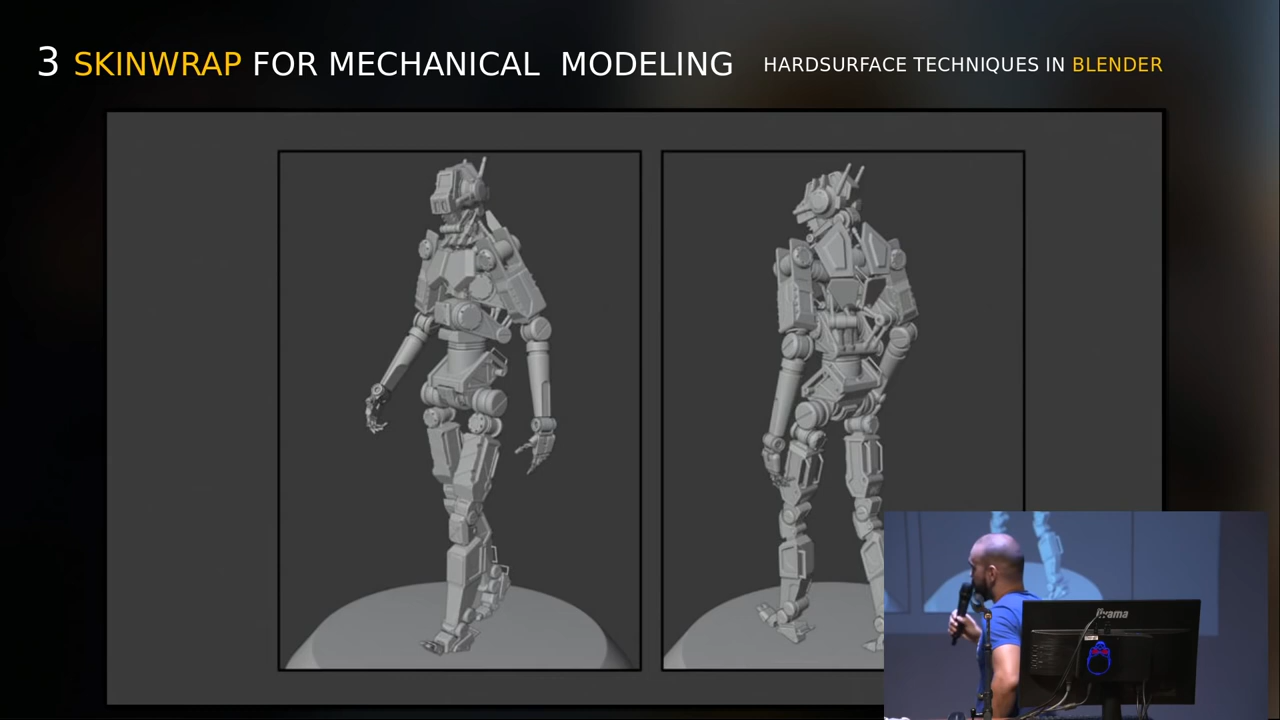 3 SKINWRAP FOR MECHANICAL MODELING
HARDSURFACE TECHNIQUES IN BLENDER
iiyama